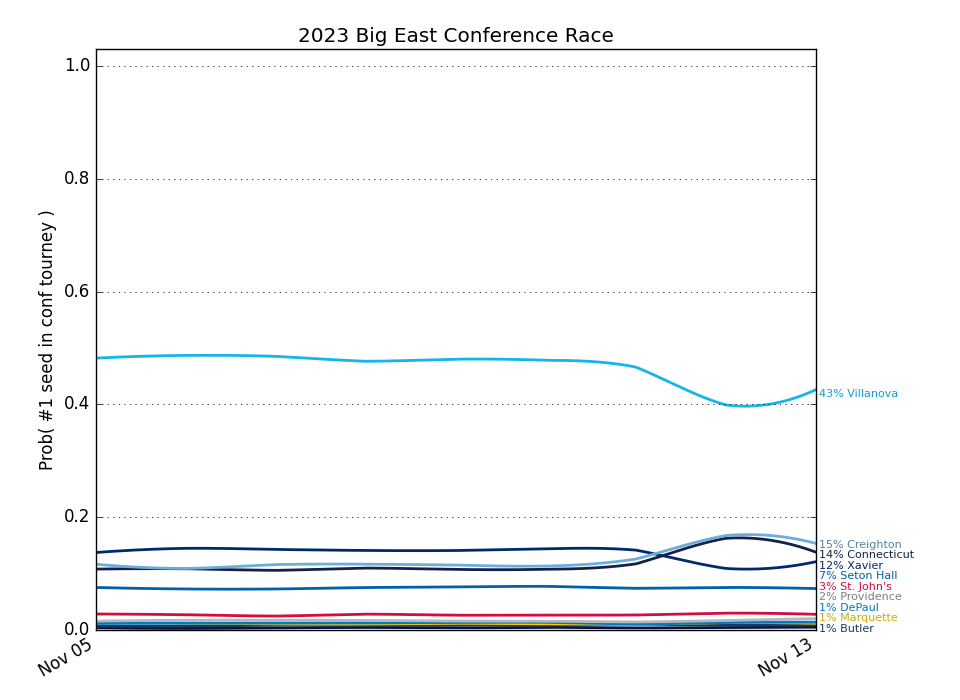 2023 Big East Conference Race
Prob( #1 seed in conf tourney )
1.0
0.8
0.6
0.4
0.2
0.0
Nov 05
Nov 13
43% Villanova
15% Creighton
14% Connecticut
12% Xavier
7% Seton Hall
3% St. John's
2% Providence
1% DePaul
1% Marquette
1% Butler